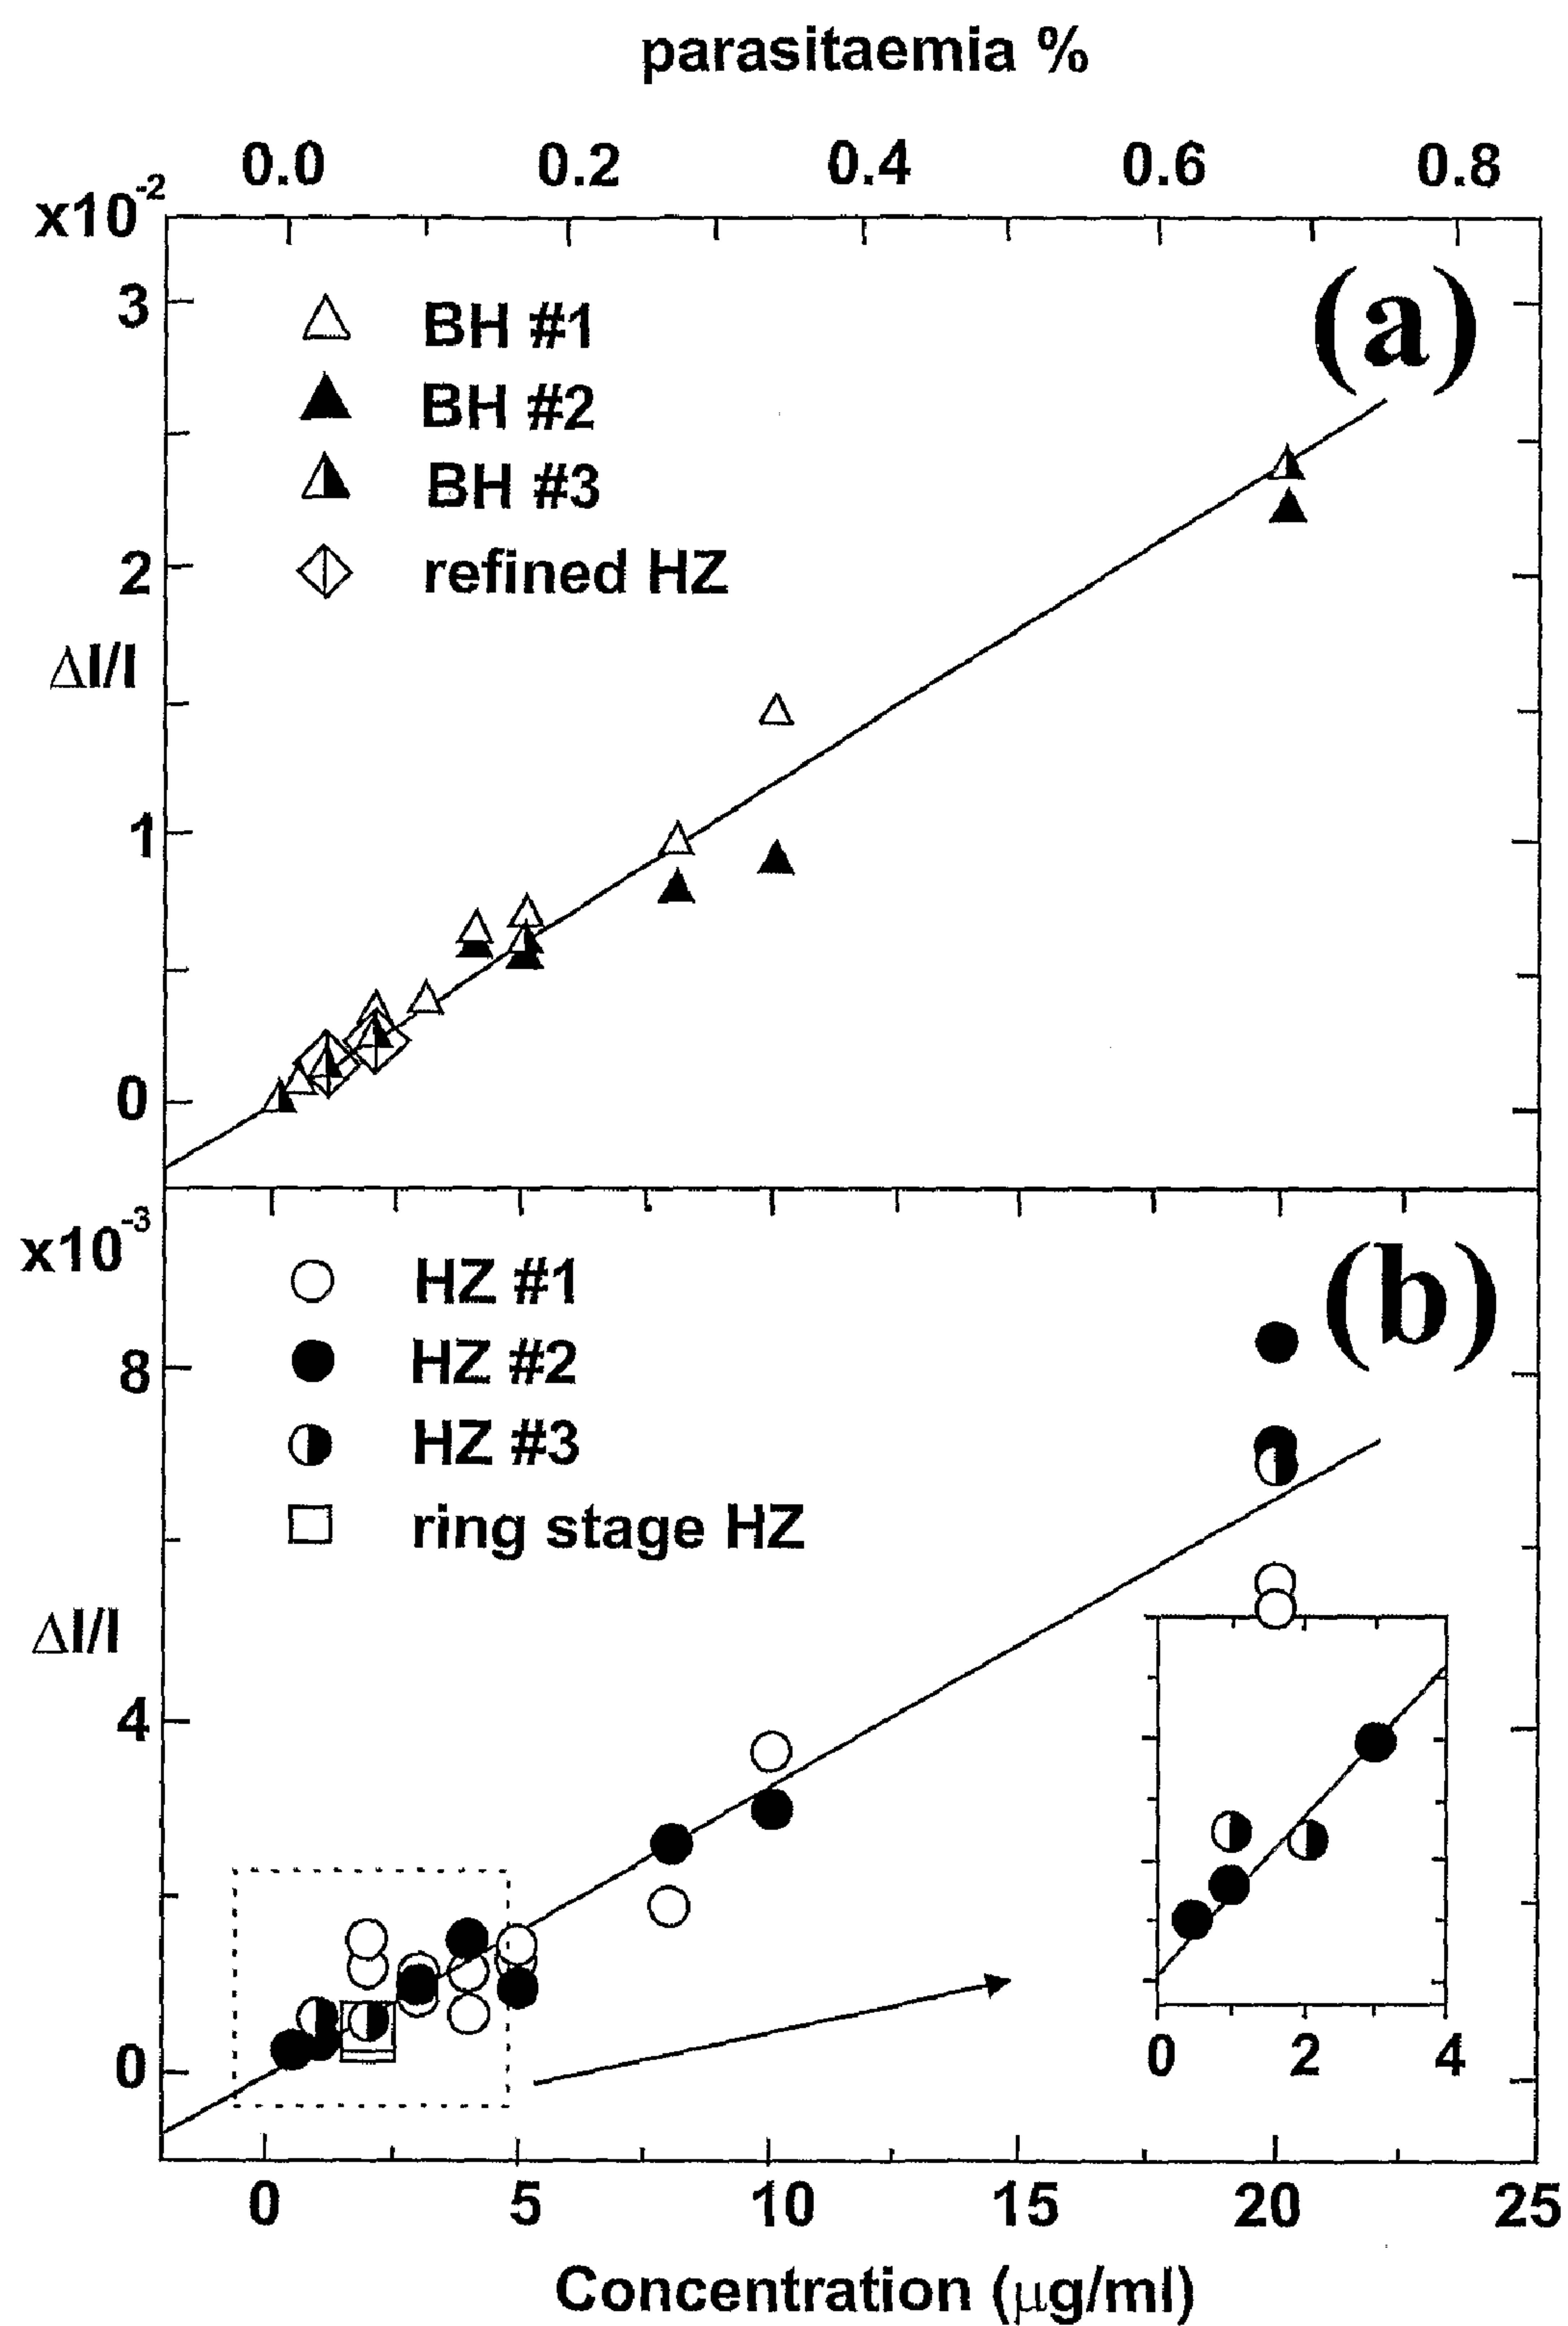 parasitaemia %
0.0 0.2 0.4 0.6 0.8
x10-2
(a)
3
BH #1
BH #2
BH #3
2
refined HZ
ΔI/I
1
0
x10-3
(b)
HZ #1
8
HZ #2
HZ #3
ring stage HZ
ΔI/I
4
0
0 2 4
0 5 10 15 20 25
Concentration (μg/ml)